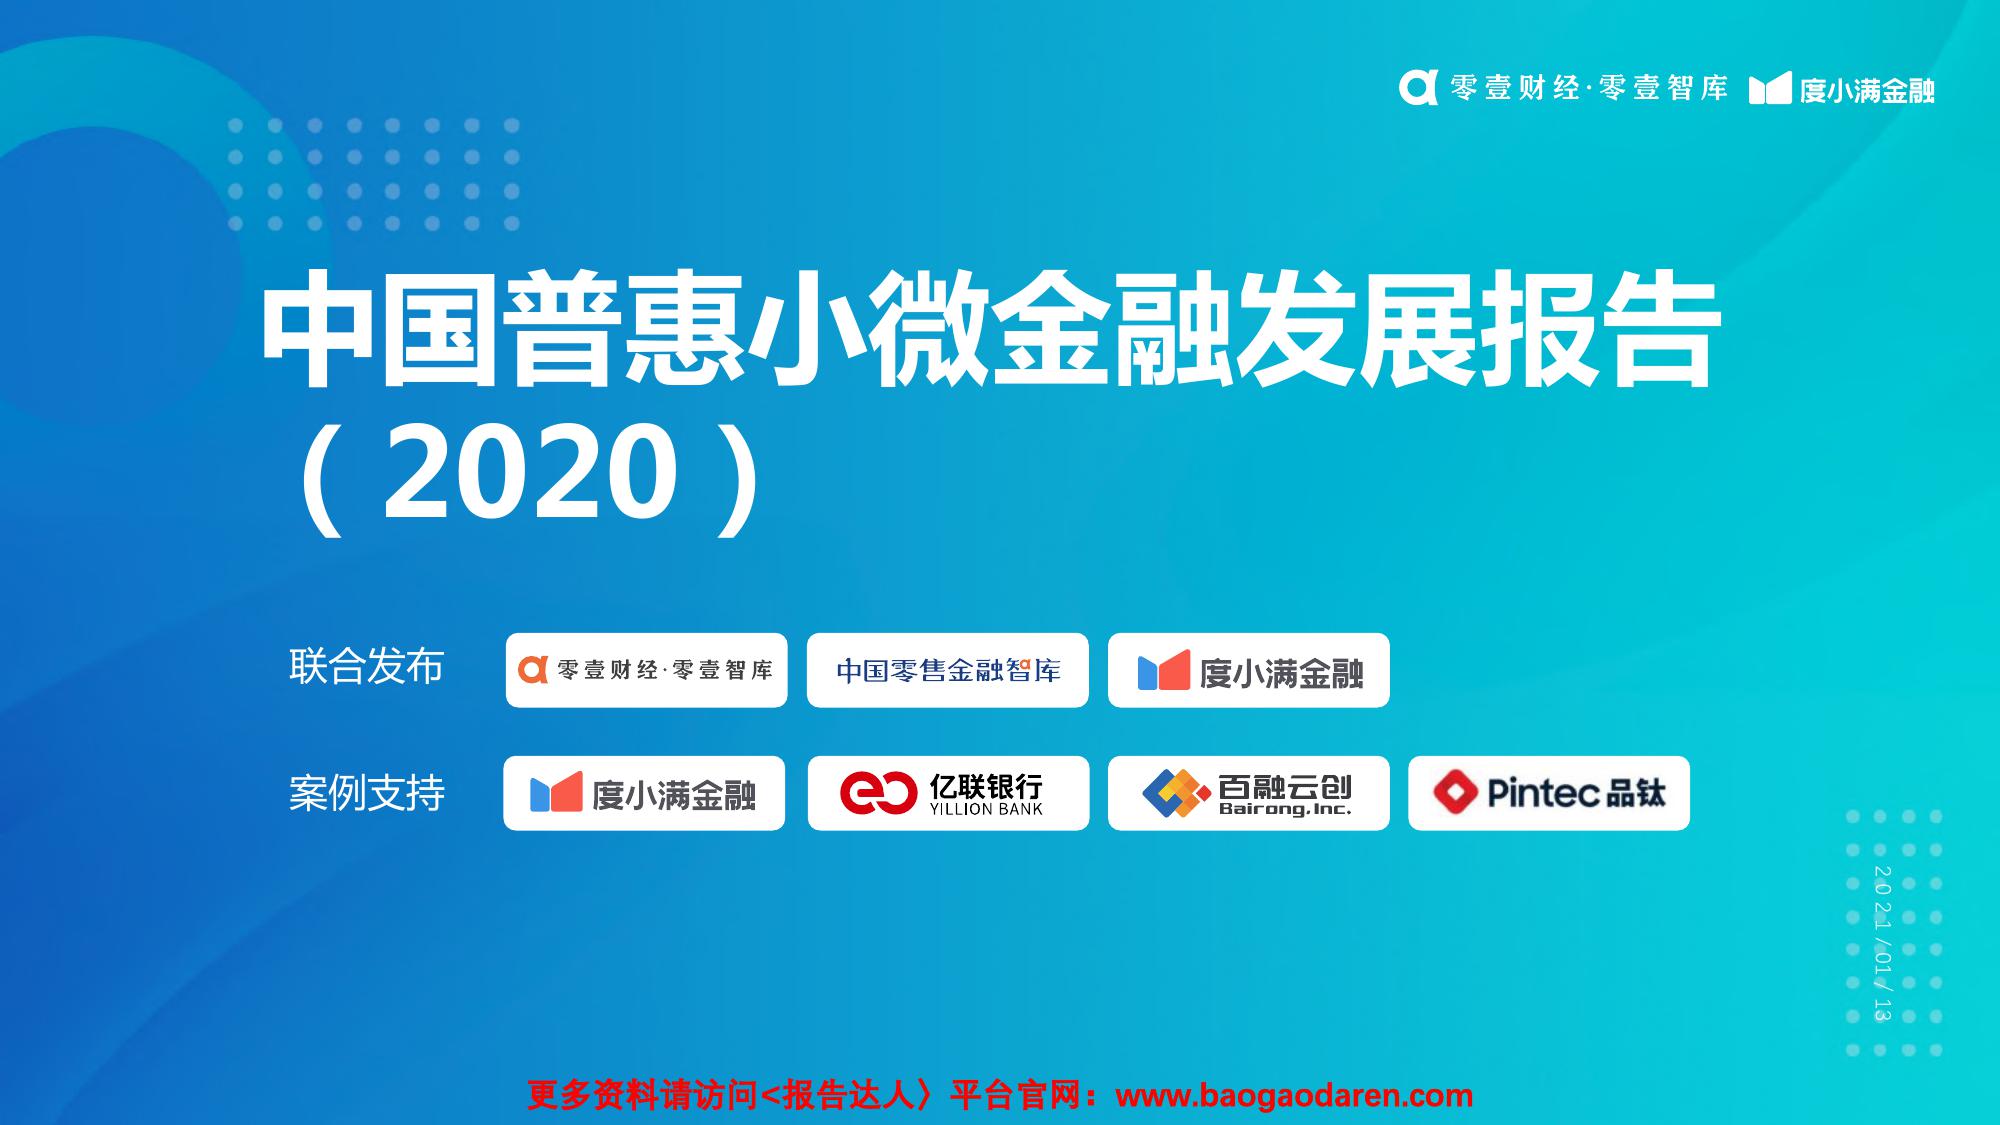 零壹财经·零壹智库 度小满金融
中国普惠小微金融发展报告
（2020）
联合发布 零壹财经·零壹智库 中国零售金融智库 度小满金融
案例支持 度小满金融 亿联银行 YILLION BANK 百融云创 Bairong.Inc. Pintec 品钛
2021/01/13
更多资料请访问<报告达人〉平台官网：www.baogaodaren.com